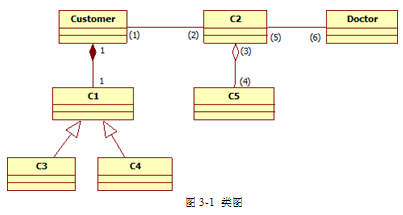 Customer
C2
Doctor
(1)
(2)
(5)
(6)
1
(3)
1
(4)
C1
C5
C3
C4
图 3-1 类图